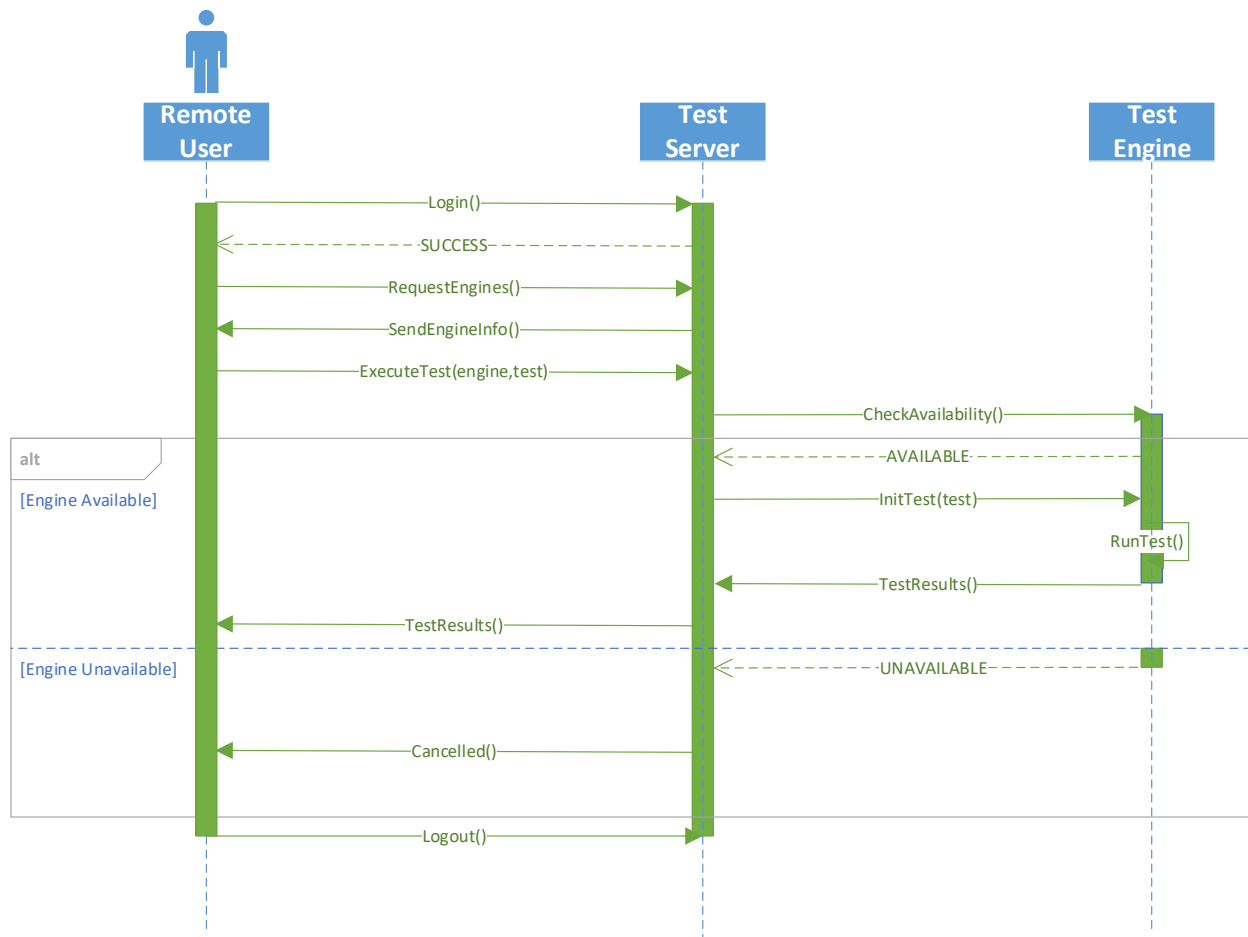 Remote
User
Test
Server
Test
Engine
Login()
SUCCESS
RequestEngines()
SendEngineInfo()
ExecuteTest(engine,test)
CheckAvailability()
alt
AVAILABLE
[Engine Available]
InitTest(test)
RunTest()
TestResults()
TestResults()
[Engine Unavailable]
UNAVAILABLE
Cancelled()
Logout()